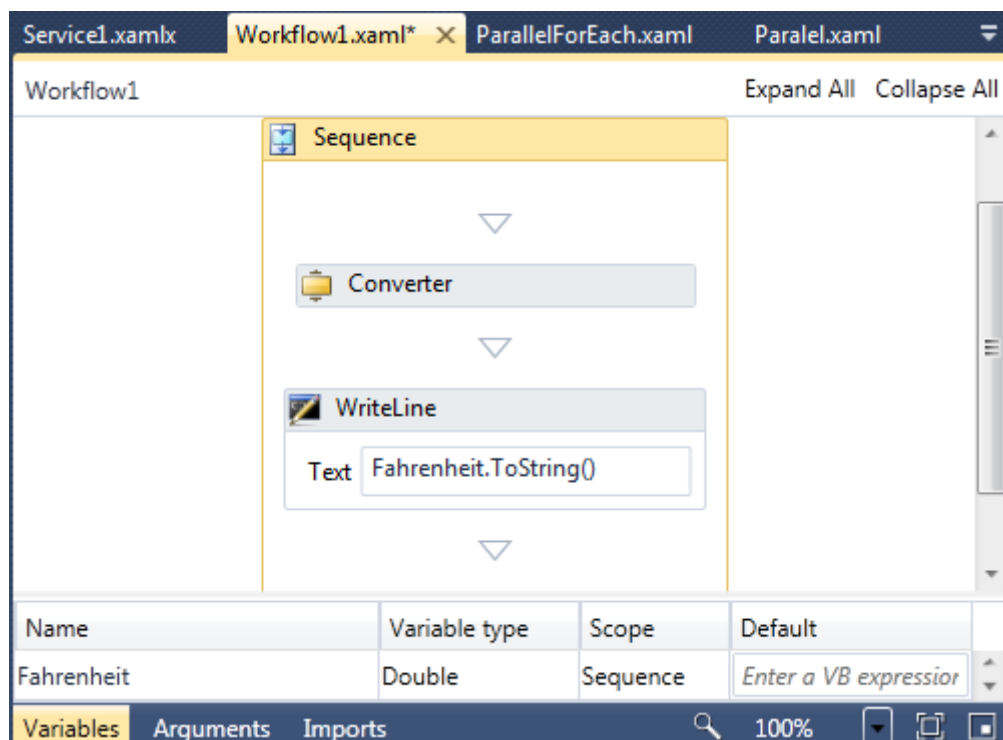 Service1.xamlx Workflow1.xaml* ParallelForEach.xaml Paralel.xaml
Workflow1 Expand All Collapse All
Sequence
Converter
WriteLine
Text Fahrenheit.ToString()
Name Variable type Scope Default
Fahrenheit Double Sequence Enter a VB expression
Variables Arguments Imports 100%